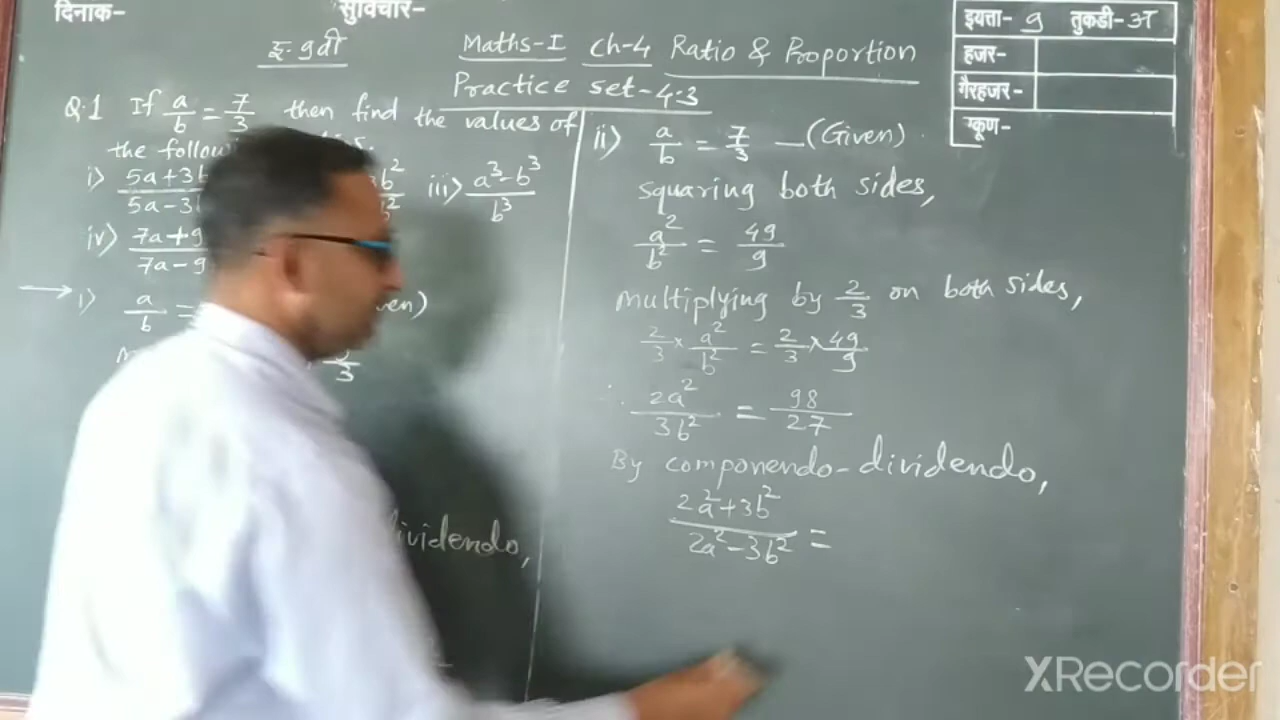 दिनांक-
सुविचार-
इयत्ता- 9 तुकडी- अ
हजर-
गैरहजर-
एकूण-
इ. 9वी Maths-I Ch-4 Ratio & Proportion
Practice set-4.3
Q.1 If a/b = 7/3 then find the values of
the
i) 5a+3b / 5a-3b iii) a³-b³ / b³
iv) 7a+9 / 7a-9
→ i) a/b =
dividendo,
ii) a/b = 7/3 —(Given)
squaring both sides,
a²/b² = 49/9
Multiplying by 2/3 on both sides,
2/3 × a²/b² = 2/3 × 49/9
∴ 2a²/3b² = 98/27
By componendo-dividendo,
2a²+3b² / 2a²-3b² =
XRecorder